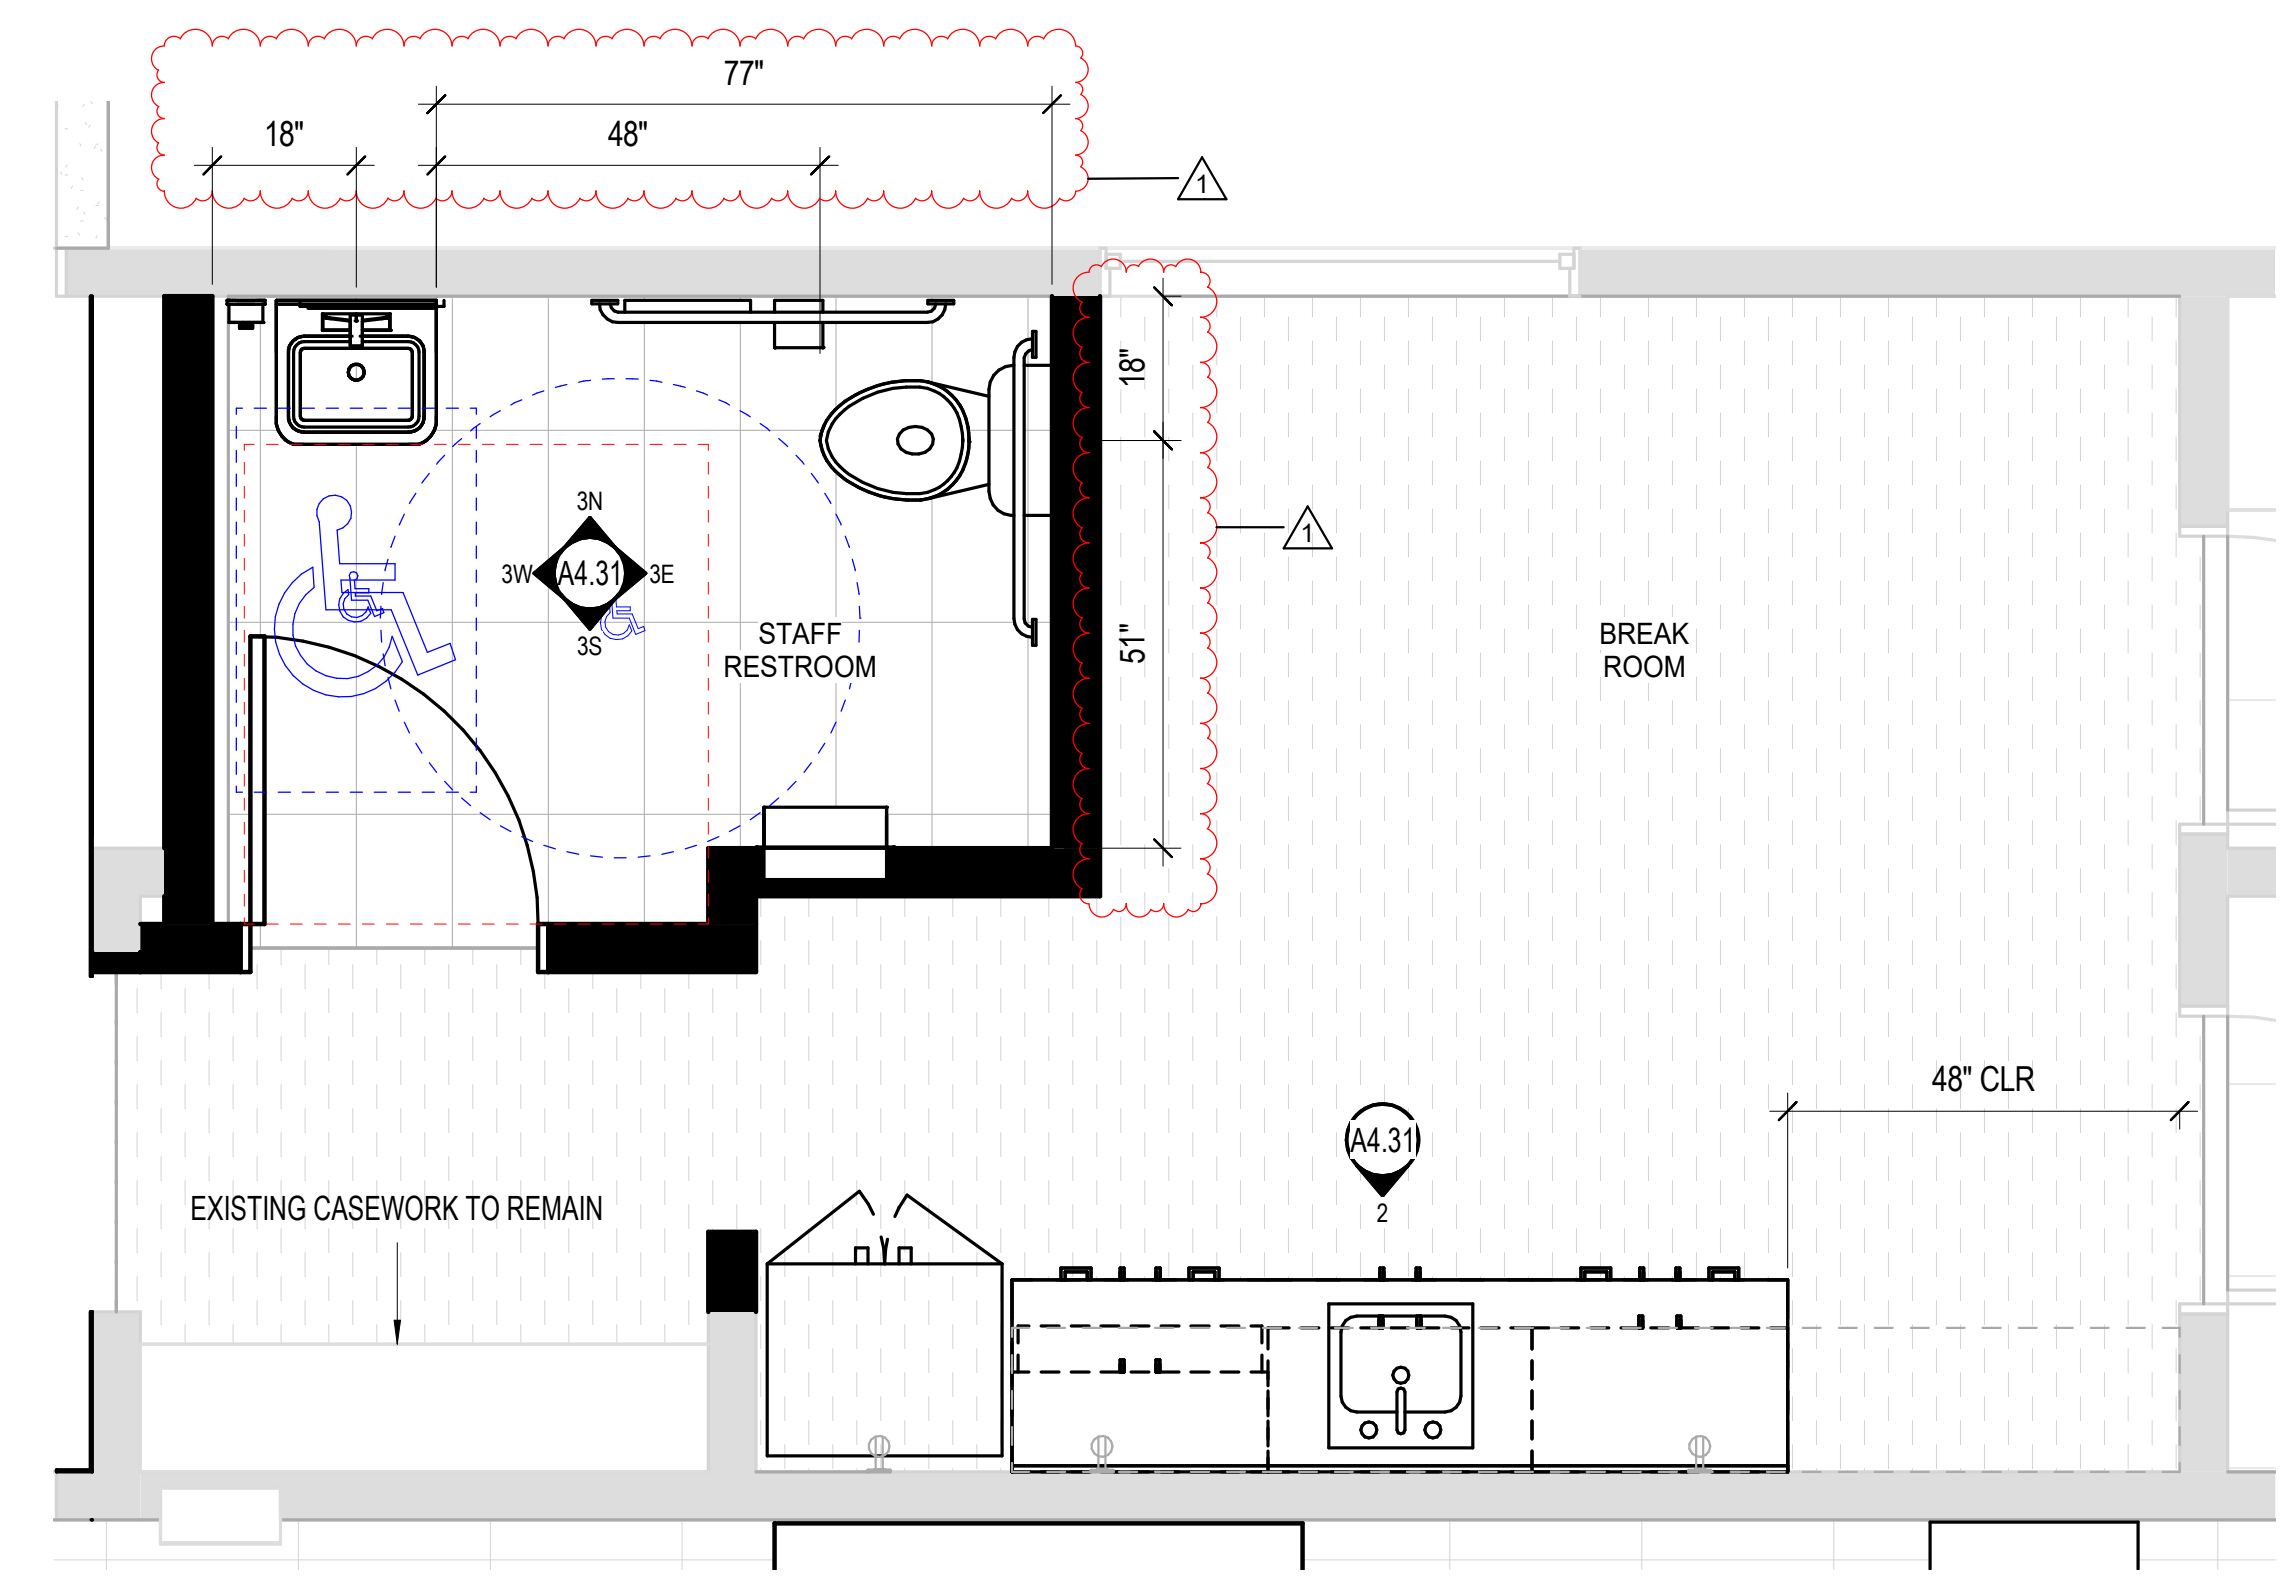 77"
18"
48"
1
18"
1
3N
3W
A4.31
3E
3S
STAFF
RESTROOM
51"
BREAK
ROOM
48" CLR
A4.31
2
EXISTING CASEWORK TO REMAIN